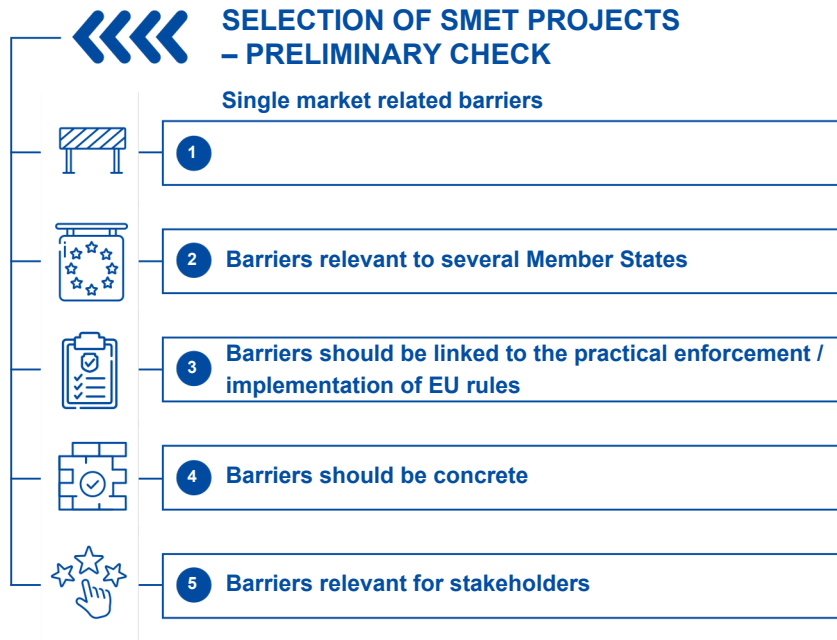 SELECTION OF SMET PROJECTS
– PRELIMINARY CHECK
Single market related barriers
1
2 Barriers relevant to several Member States
3 Barriers should be linked to the practical enforcement /
implementation of EU rules
4 Barriers should be concrete
5 Barriers relevant for stakeholders